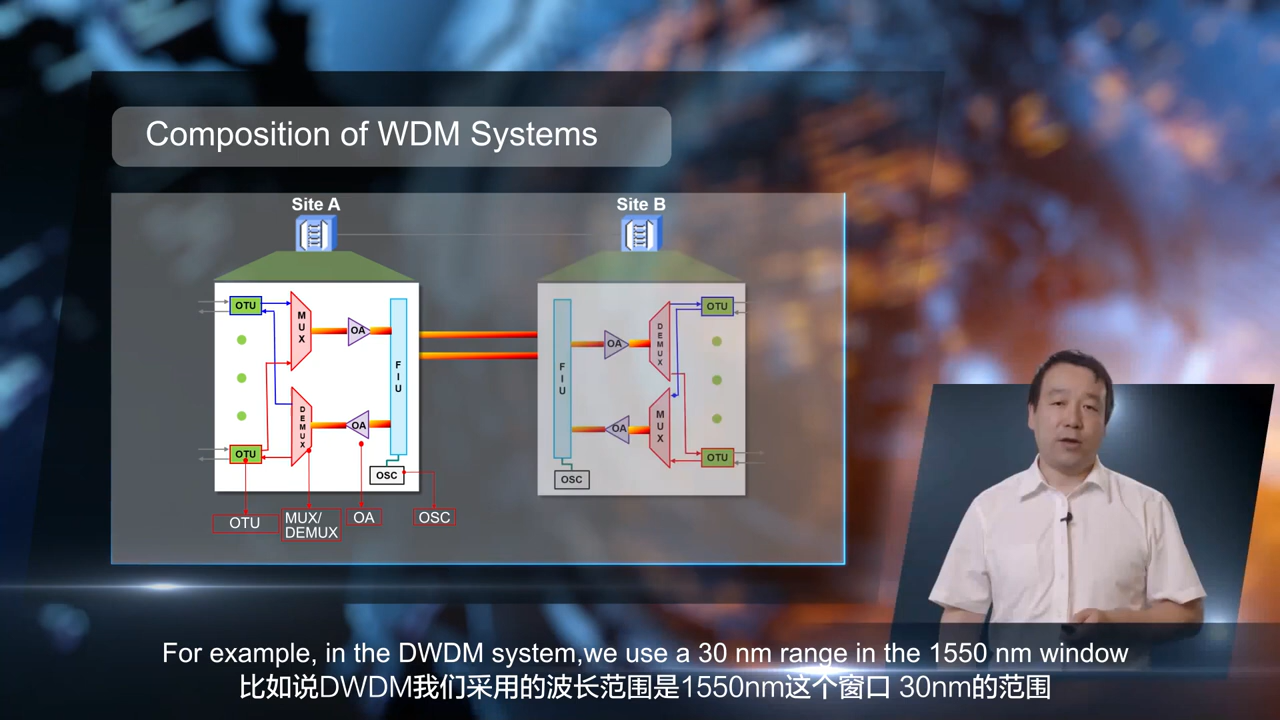 Composition of WDM Systems
Site A
Site B
OTU
MUX
OA
FIU
DEMUX
OA
OTU
OSC
OTU
MUX/
DEMUX
OA
OSC
FIU
OA
DEMUX
OTU
OA
MUX
OTU
OSC
For example, in the DWDM system,we use a 30 nm range in the 1550 nm window
比如说DWDM我们采用的波长范围是1550nm这个窗口 30nm的范围